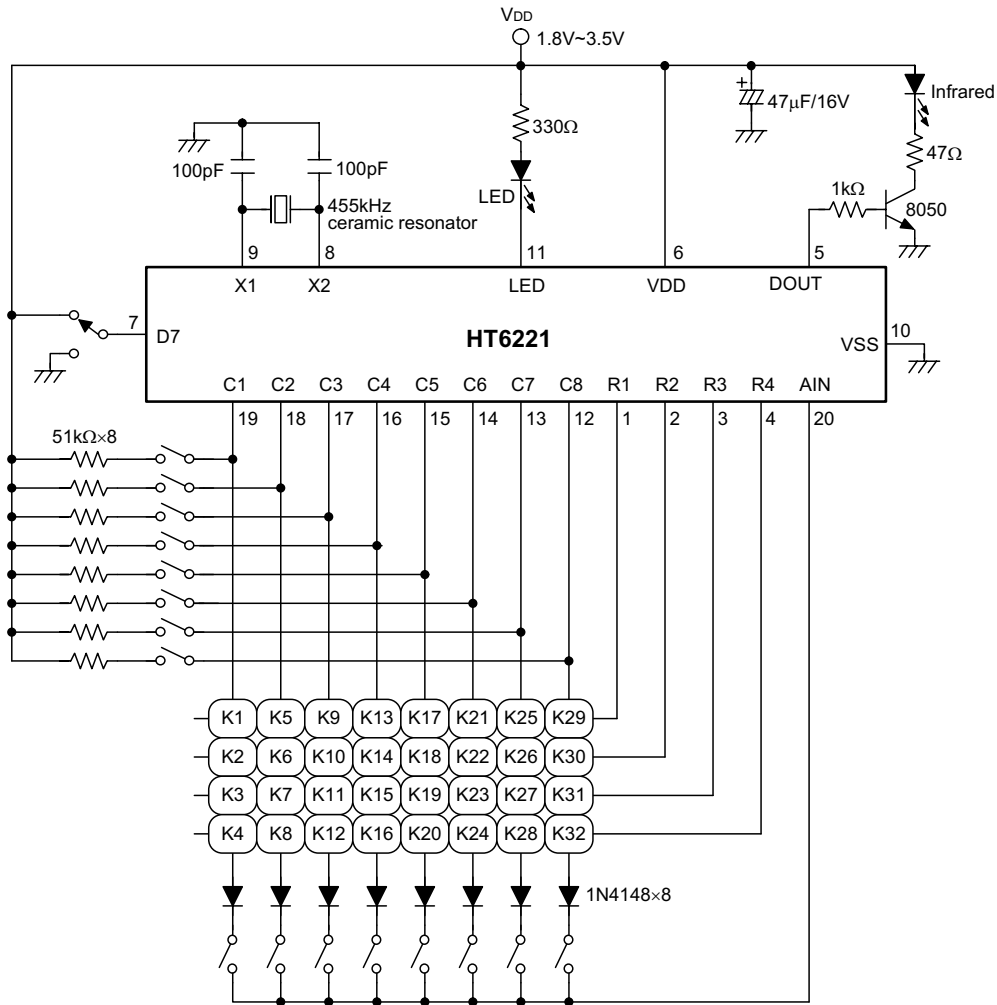 VDD
1.8V~3.5V
Infrared
47μF/16V
330Ω
47Ω
100pF 100pF
LED
1kΩ
8050
455kHz
ceramic resonator
9 8 11 6 5
X1 X2 LED VDD DOUT
7 D7
HT6221
10
VSS
C1 C2 C3 C4 C5 C6 C7 C8 R1 R2 R3 R4 AIN
19 18 17 16 15 14 13 12 1 2 3 4 20
51kΩ×8
K1 K5 K9 K13 K17 K21 K25 K29
K2 K6 K10 K14 K18 K22 K26 K30
K3 K7 K11 K15 K19 K23 K27 K31
K4 K8 K12 K16 K20 K24 K28 K32
1N4148×8